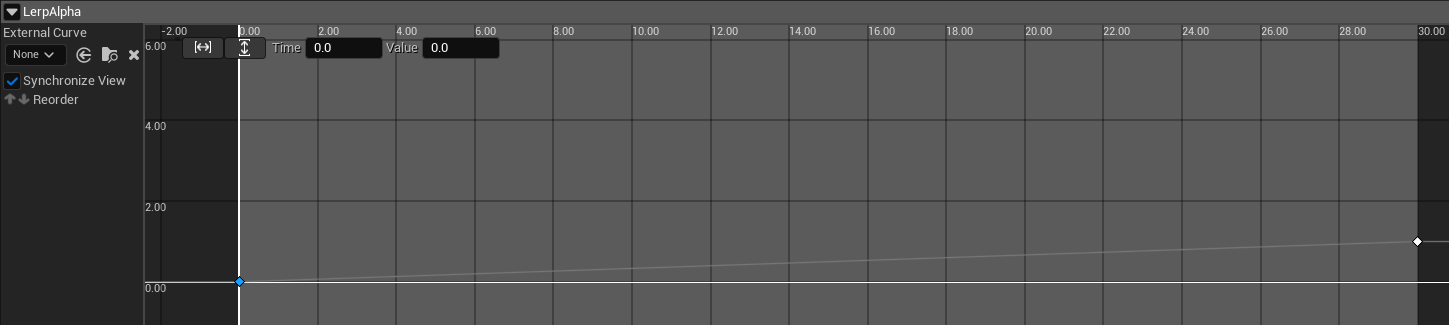 LerpAlpha
External Curve
None
Synchronize View
Reorder
-2.00 0.00 2.00 4.00 6.00 8.00 10.00 12.00 14.00 16.00 18.00 20.00 22.00 24.00 26.00 28.00 30.00
Time 0.0 Value 0.0
6.00
4.00
2.00
0.00